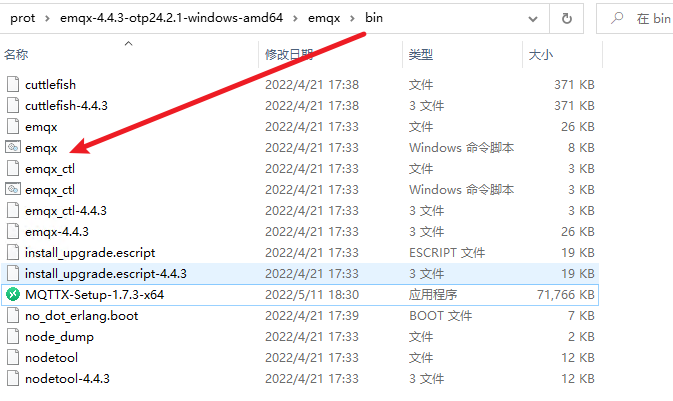 prot › emqx-4.4.3-otp24.2.1-windows-amd64 › emqx › bin 在 bin
名称 修改日期 类型 大小
cuttlefish 2022/4/21 17:38 文件 371 KB
cuttlefish-4.4.3 2022/4/21 17:38 3 文件 371 KB
emqx 2022/4/21 17:33 文件 26 KB
emqx 2022/4/21 17:33 Windows 命令脚本 8 KB
emqx_ctl 2022/4/21 17:33 文件 3 KB
emqx_ctl 2022/4/21 17:33 Windows 命令脚本 3 KB
emqx_ctl-4.4.3 2022/4/21 17:33 3 文件 3 KB
emqx-4.4.3 2022/4/21 17:33 3 文件 26 KB
install_upgrade.escript 2022/4/21 17:33 ESCRIPT 文件 19 KB
install_upgrade.escript-4.4.3 2022/4/21 17:33 3 文件 19 KB
MQTTX-Setup-1.7.3-x64 2022/5/11 18:30 应用程序 71,766 KB
no_dot_erlang.boot 2022/4/21 17:33 BOOT 文件 7 KB
node_dump 2022/4/21 17:33 文件 2 KB
nodetool 2022/4/21 17:33 文件 12 KB
nodetool-4.4.3 2022/4/21 17:33 3 文件 12 KB